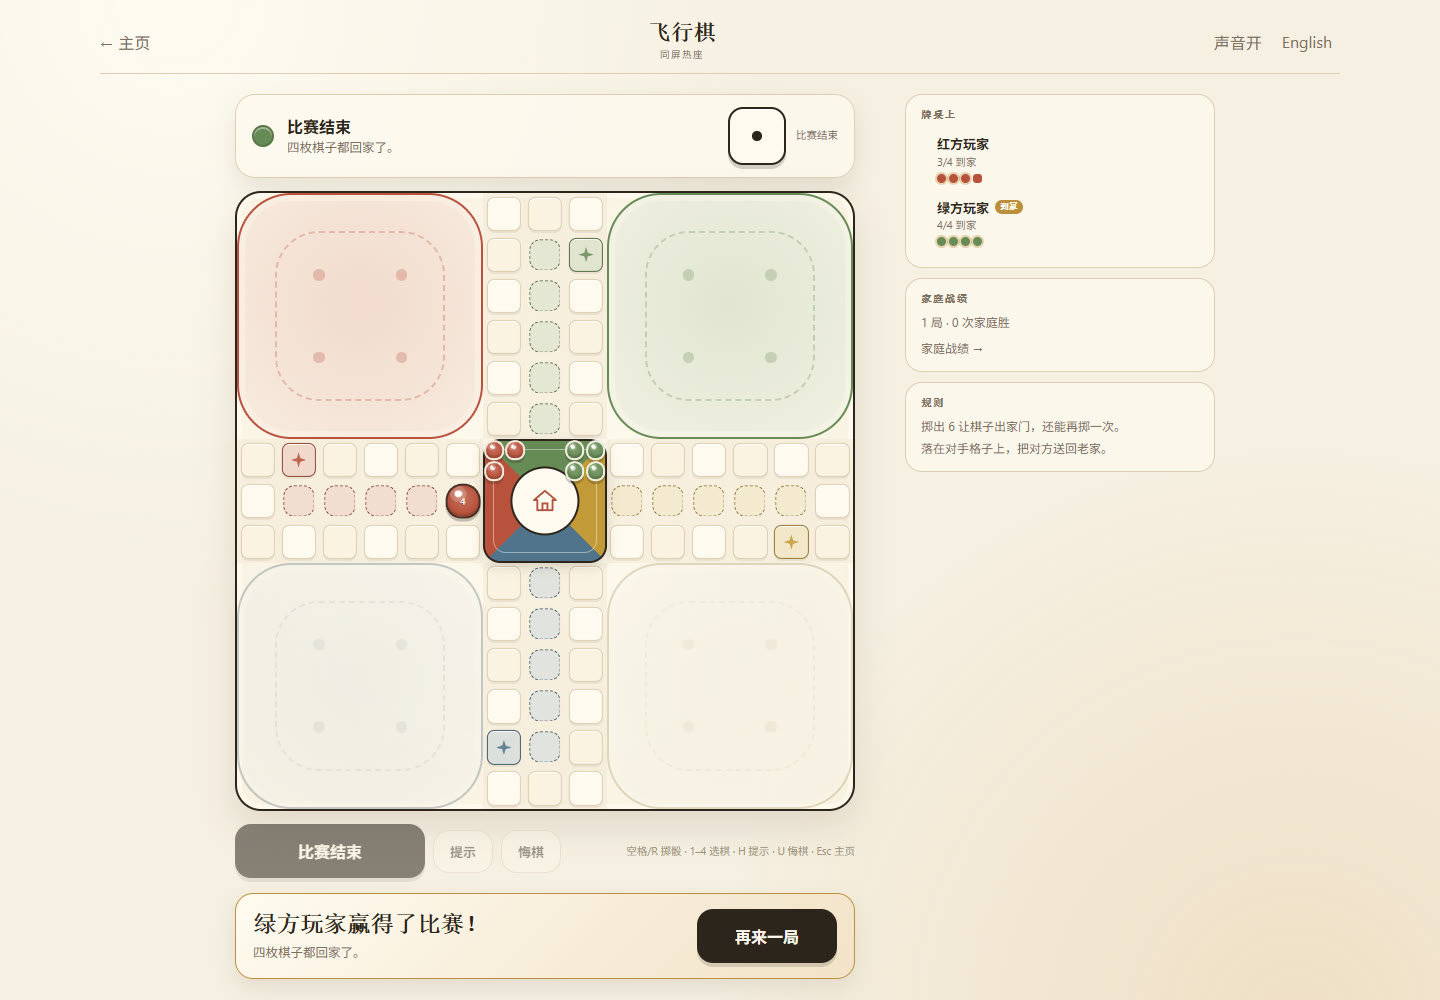 ← 主页
飞行棋
同屏热座
声音开
English
比赛结束
四枚棋子都回家了。
比赛结束
牌桌上
红方玩家
3/4 到家
绿方玩家 到家
4/4 到家
家庭战绩
1 局 · 0 次家庭胜
家庭战绩 →
规则
掷出 6 让棋子出家门，还能再掷一次。
落在对手格子上，把对方送回老家。
4
比赛结束
提示
悔棋
空格/R 掷骰 · 1–4 选棋 · H 提示 · U 悔棋 · Esc 主页
绿方玩家赢得了比赛！
四枚棋子都回家了。
再来一局